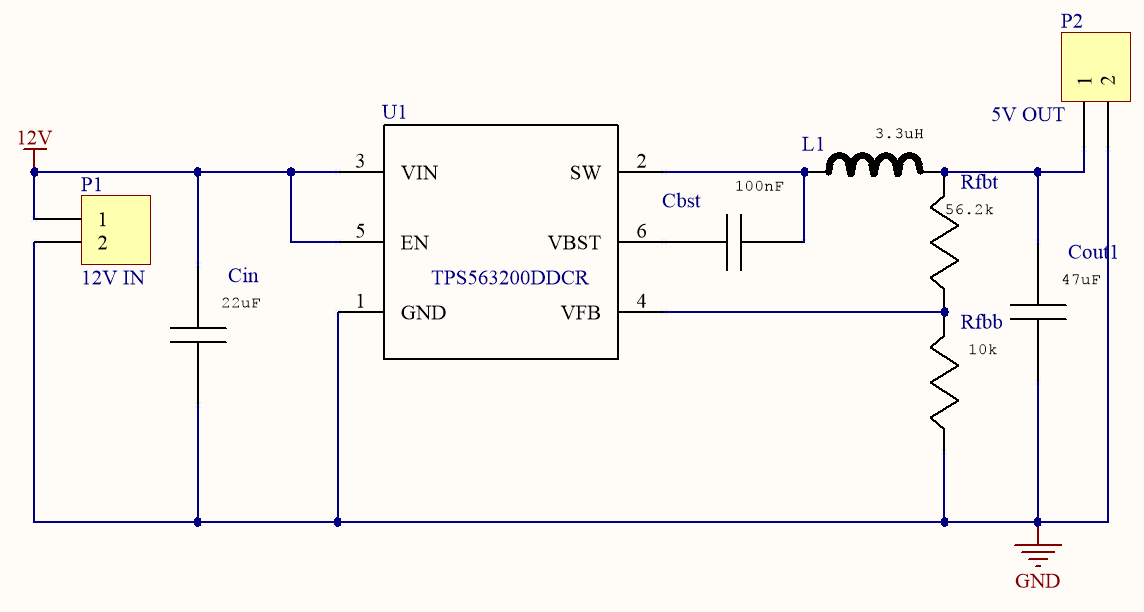 P2
1 2
5V OUT
12V
P1
1
2
12V IN
U1
3 VIN SW 2
5 EN VBST 6
TPS563200DDCR
1 GND VFB 4
Cin
22uF
Cbst
100nF
L1
3.3uH
Rfbt
56.2k
Rfbb
10k
Cout1
47uF
GND